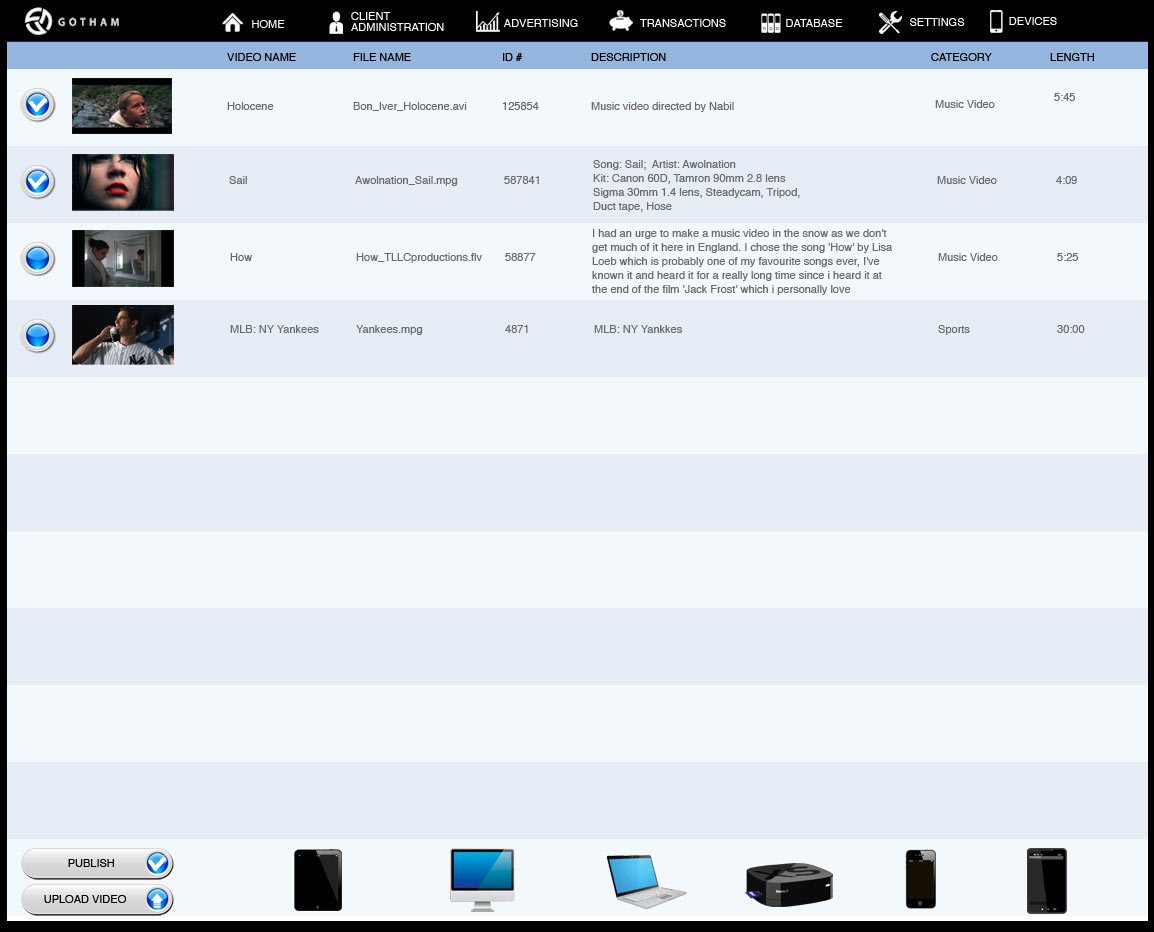 GOTHAM
HOME
CLIENT
ADMINISTRATION
ADVERTISING
TRANSACTIONS
DATABASE
SETTINGS
DEVICES
VIDEO NAME FILE NAME ID # DESCRIPTION CATEGORY LENGTH
Holocene Bon_Iver_Holocene.avi 125854 Music video directed by Nabil Music Video 5:45
Sail Awolnation_Sail.mpg 587841
Song: Sail; Artist: Awolnation
Kit: Canon 60D, Tamron 90mm 2.8 lens
Sigma 30mm 1.4 lens, Steadycam, Tripod,
Duct tape, Hose
Music Video 4:09
How How_TLLCproductions.flv 58877
I had an urge to make a music video in the snow as we don't
get much of it here in England. I chose the song 'How' by Lisa
Loeb which is probably one of my favourite songs ever, I've
known it and heard it for a really long time since i heard it at
the end of the film 'Jack Frost' which i personally love
Music Video 5:25
MLB: NY Yankees Yankees.mpg 4871 MLB: NY Yankkes Sports 30:00
PUBLISH
UPLOAD VIDEO
XS